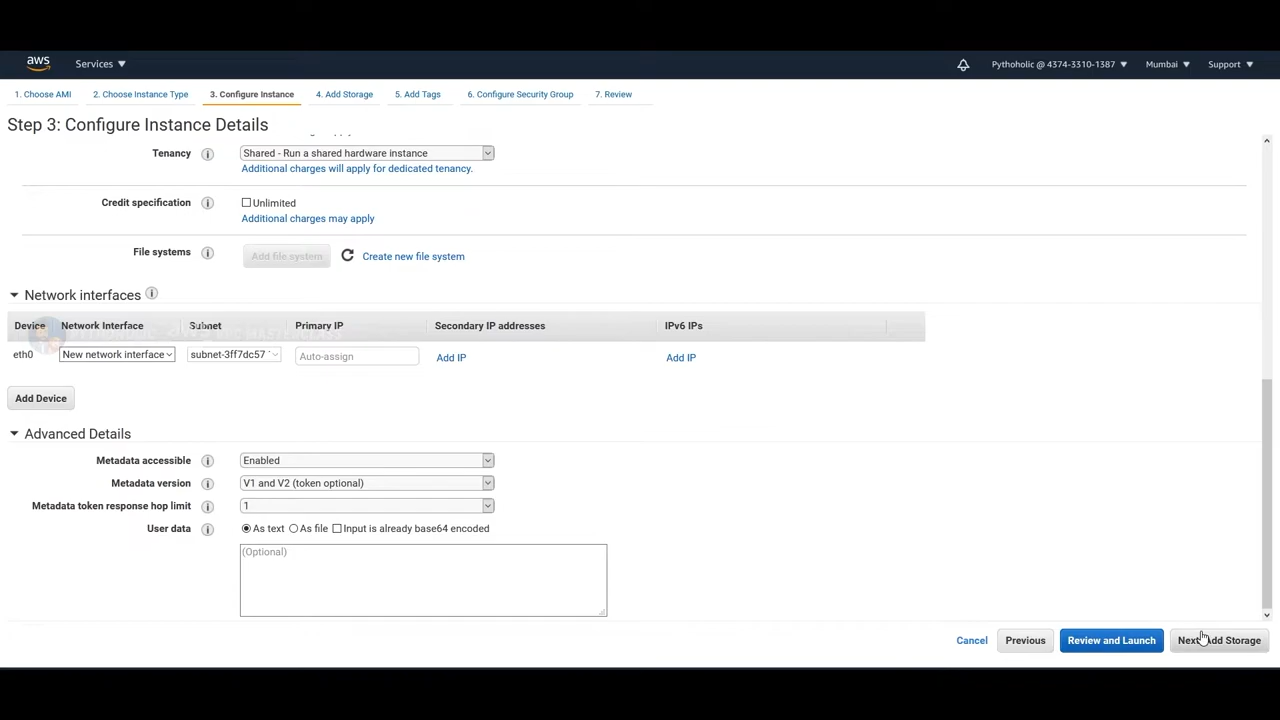 aws Services Pythoholic @ 4374-3310-1387 Mumbai Support
1. Choose AMI 2. Choose Instance Type 3. Configure Instance 4. Add Storage 5. Add Tags 6. Configure Security Group 7. Review
Step 3: Configure Instance Details
Tenancy i Shared - Run a shared hardware instance
Additional charges will apply for dedicated tenancy.
Credit specification i Unlimited
Additional charges may apply
File systems i Add file system Create new file system
Network interfaces i
Device Network Interface Subnet Primary IP Secondary IP addresses IPv6 IPs
eth0 New network interface subnet-3ff7dc57 Auto-assign Add IP Add IP
Add Device
Advanced Details
Metadata accessible i Enabled
Metadata version i V1 and V2 (token optional)
Metadata token response hop limit i 1
User data i As text As file Input is already base64 encoded
(Optional)
Cancel Previous Review and Launch Next: Add Storage